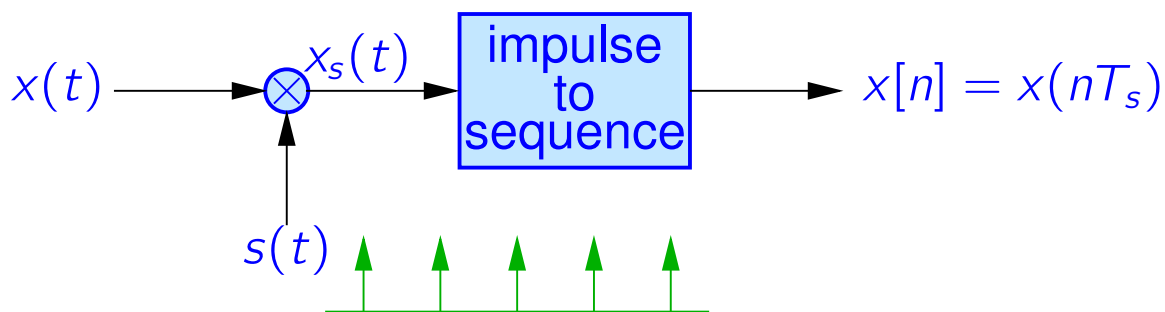 x(t)
x_s(t)
impulse
to
sequence
x[n] = x(nT_s)
s(t)